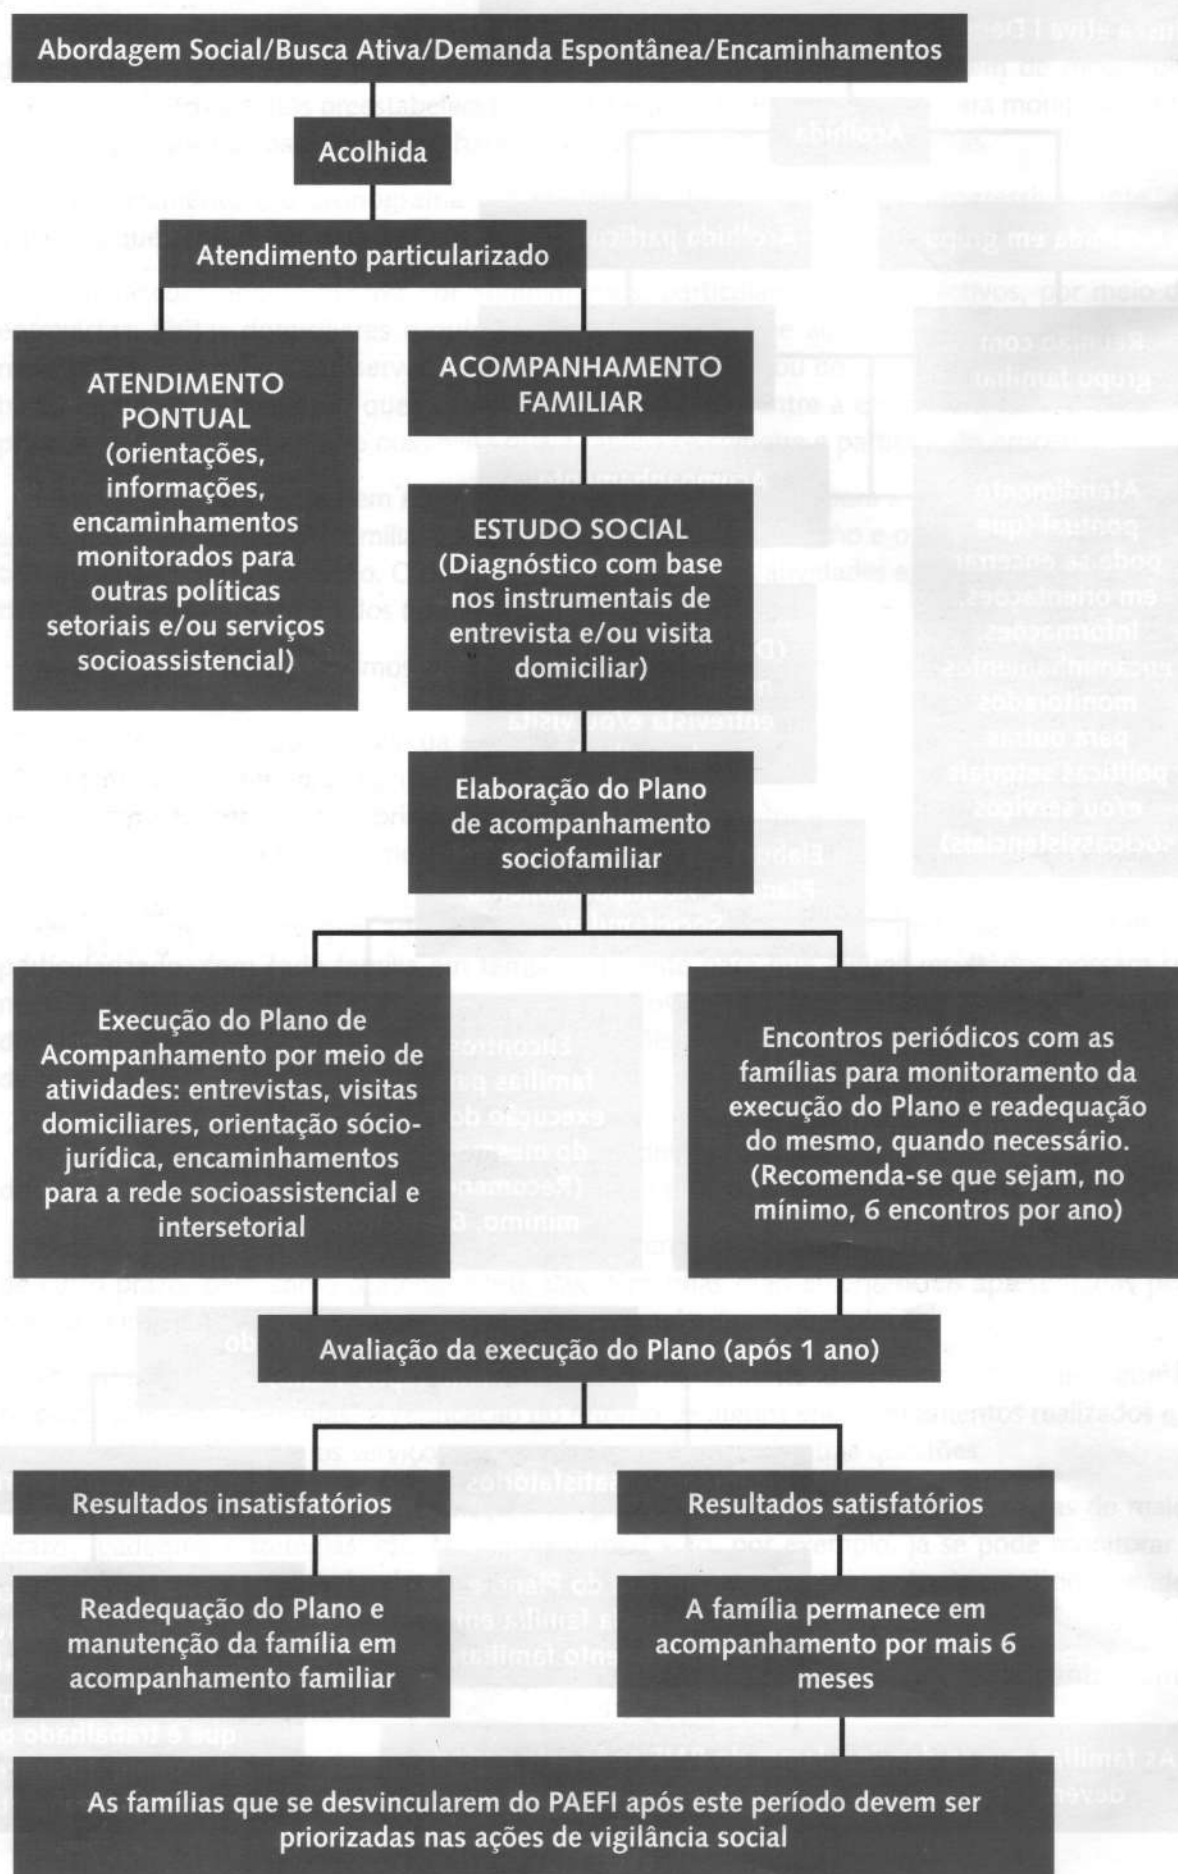 Abordagem Social/Busca Ativa/Demanda Espontânea/Encaminhamentos
Acolhida
Atendimento particularizado
ATENDIMENTO
PONTUAL
(orientações,
informações,
encaminhamentos
monitorados para
outras políticas
setoriais e/ou serviços
socioassistencial)
ACOMPANHAMENTO
FAMILIAR
ESTUDO SOCIAL
(Diagnóstico com base
nos instrumentais de
entrevista e/ou visita
domiciliar)
Elaboração do Plano
de acompanhamento
sociofamiliar
Execução do Plano de
Acompanhamento por meio de
atividades: entrevistas, visitas
domiciliares, orientação sócio-
jurídica, encaminhamentos
para a rede socioassistencial e
intersetorial
Encontros periódicos com as
famílias para monitoramento da
execução do Plano e readequação
do mesmo, quando necessário.
(Recomenda-se que sejam, no
mínimo, 6 encontros por ano)
Avaliação da execução do Plano (após 1 ano)
Resultados insatisfatórios
Resultados satisfatórios
Readequação do Plano e
manutenção da família em
acompanhamento familiar
A família permanece em
acompanhamento por mais 6
meses
As famílias que se desvincularem do PAEFI após este período devem ser
priorizadas nas ações de vigilância social